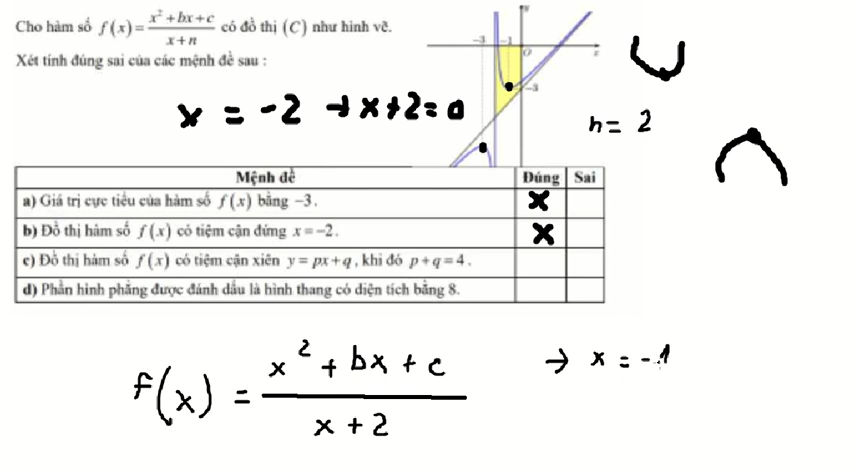 Cho hàm số f(x) = (x² + bx + c)/(x + n) có đồ thị (C) như hình vẽ.
Xét tính đúng sai của các mệnh đề sau :
y
-3 -1
O x
-3
x = -2 → x + 2 = 0
n = 2
Mệnh đề Đúng Sai
a) Giá trị cực tiểu của hàm số f(x) bằng −3. x
b) Đồ thị hàm số f(x) có tiệm cận đứng x = −2. x
c) Đồ thị hàm số f(x) có tiệm cận xiên y = px + q, khi đó p + q = 4.
d) Phần hình phẳng được đánh dấu là hình thang có diện tích bằng 8.
f(x) = (x² + bx + c)/(x + 2) → x = -1